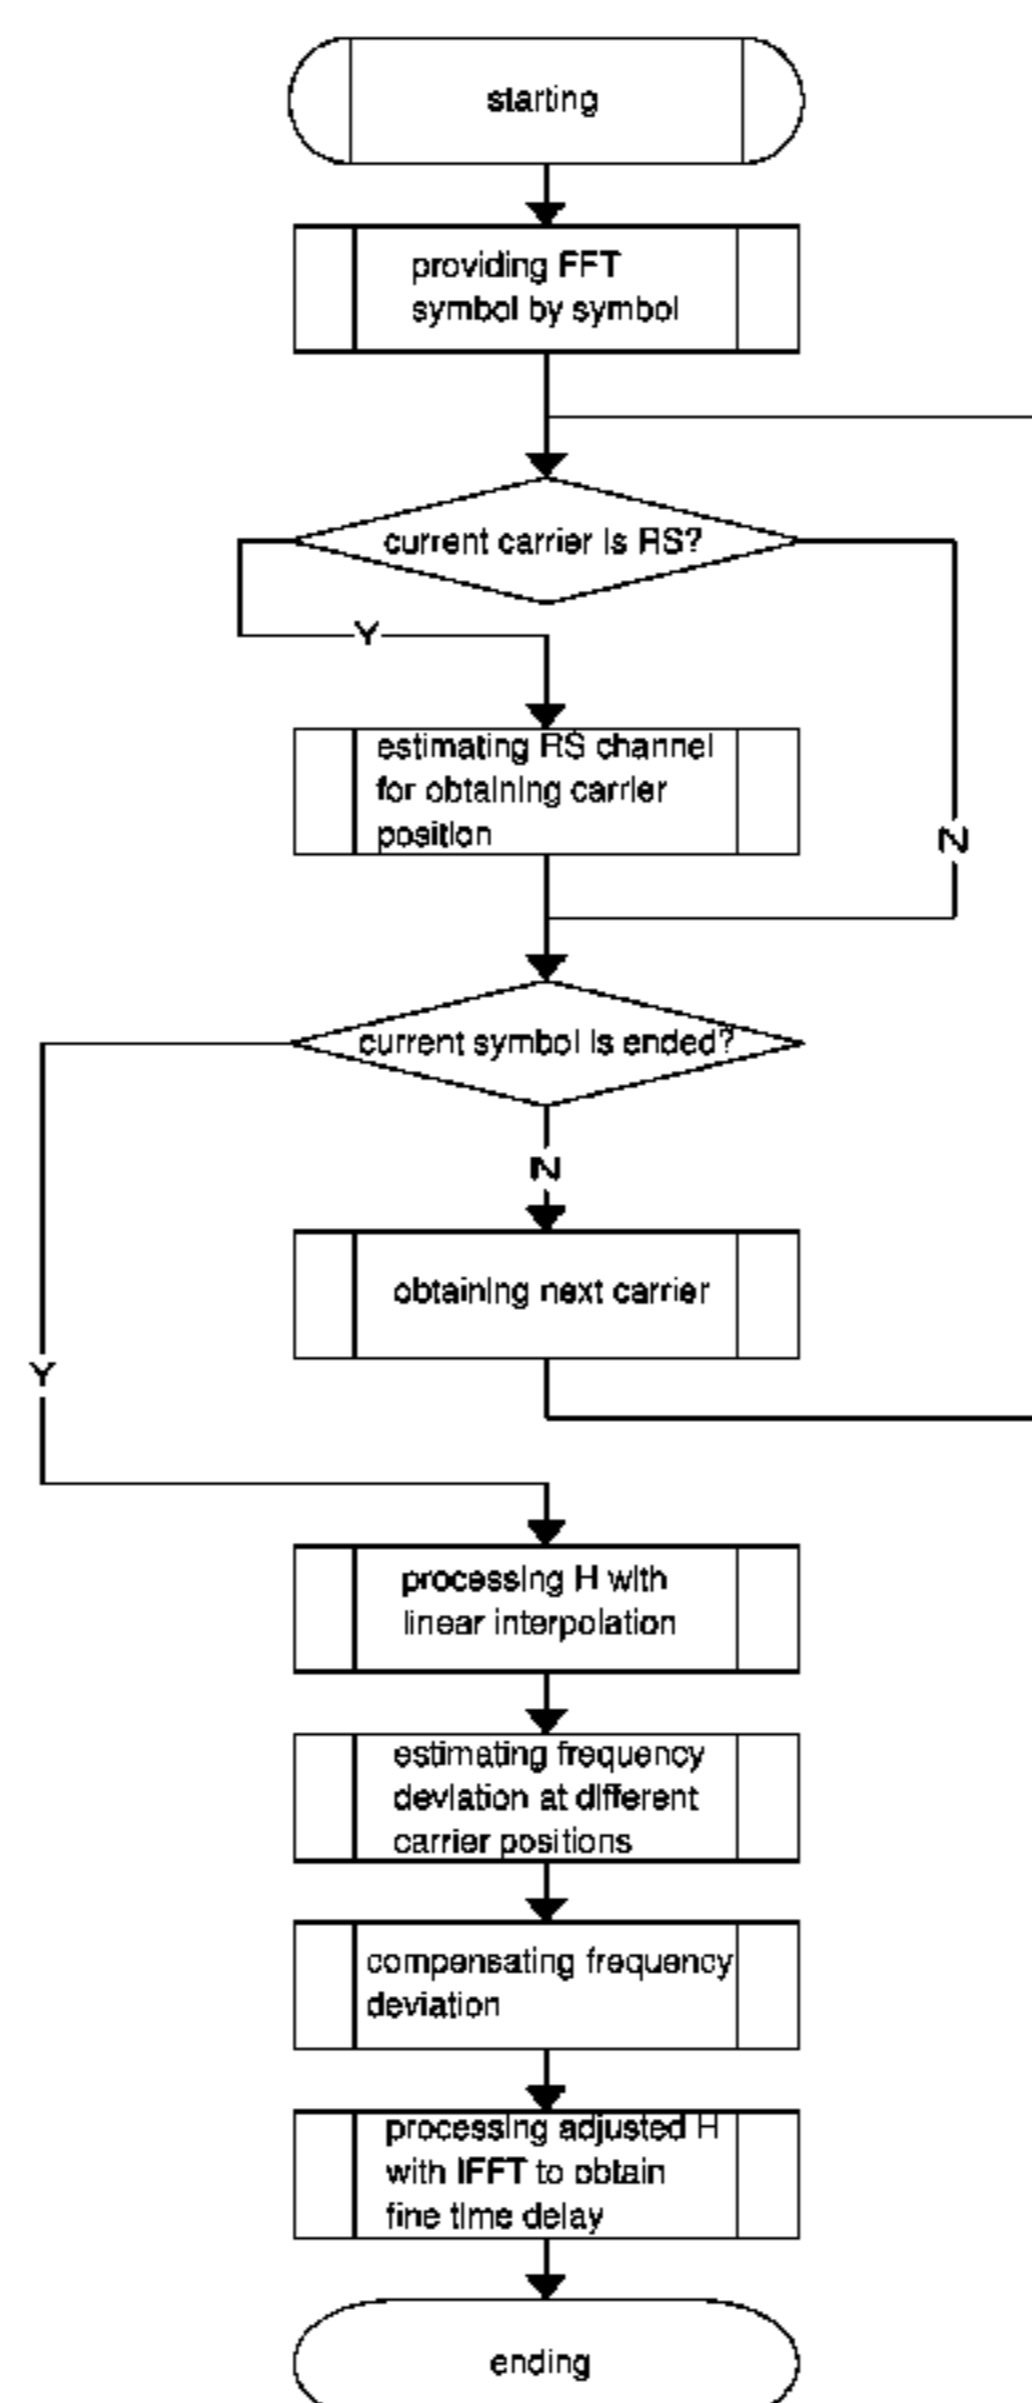 starting
providing FFT
symbol by symbol
current carrier is RS?
Y
estimating RS channel
for obtaining carrier
position
N
current symbol is ended?
N
obtaining next carrier
Y
processing H with
linear interpolation
estimating frequency
deviation at different
carrier positions
compensating frequency
deviation
processing adjusted H
with IFFT to obtain
fine time delay
ending